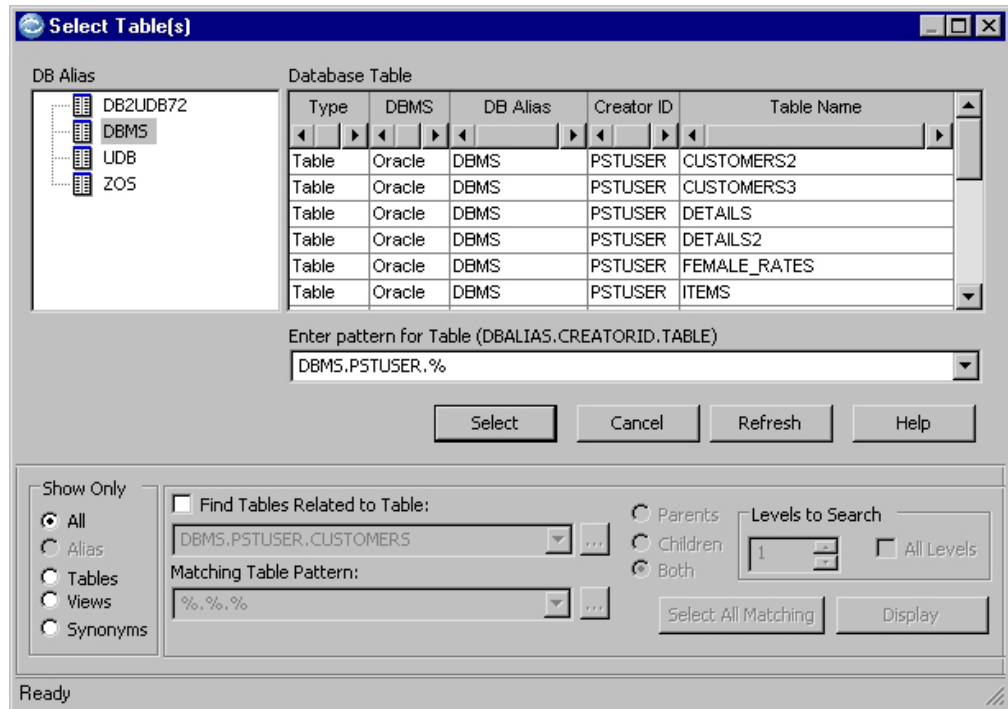 Select Table(s)
DB Alias
DB2UDB72
DBMS
UDB
ZOS
Database Table
Type DBMS DB Alias Creator ID Table Name
Table Oracle DBMS PSTUSER CUSTOMERS2
Table Oracle DBMS PSTUSER CUSTOMERS3
Table Oracle DBMS PSTUSER DETAILS
Table Oracle DBMS PSTUSER DETAILS2
Table Oracle DBMS PSTUSER FEMALE_RATES
Table Oracle DBMS PSTUSER ITEMS
Enter pattern for Table (DBALIAS.CREATORID.TABLE)
DBMS.PSTUSER.%
Select Cancel Refresh Help
Show Only
All
Alias
Tables
Views
Synonyms
Find Tables Related to Table:
DBMS.PSTUSER.CUSTOMERS
...
Matching Table Pattern:
%.%.%
...
Parents
Children
Both
Levels to Search
1
All Levels
Select All Matching Display
Ready